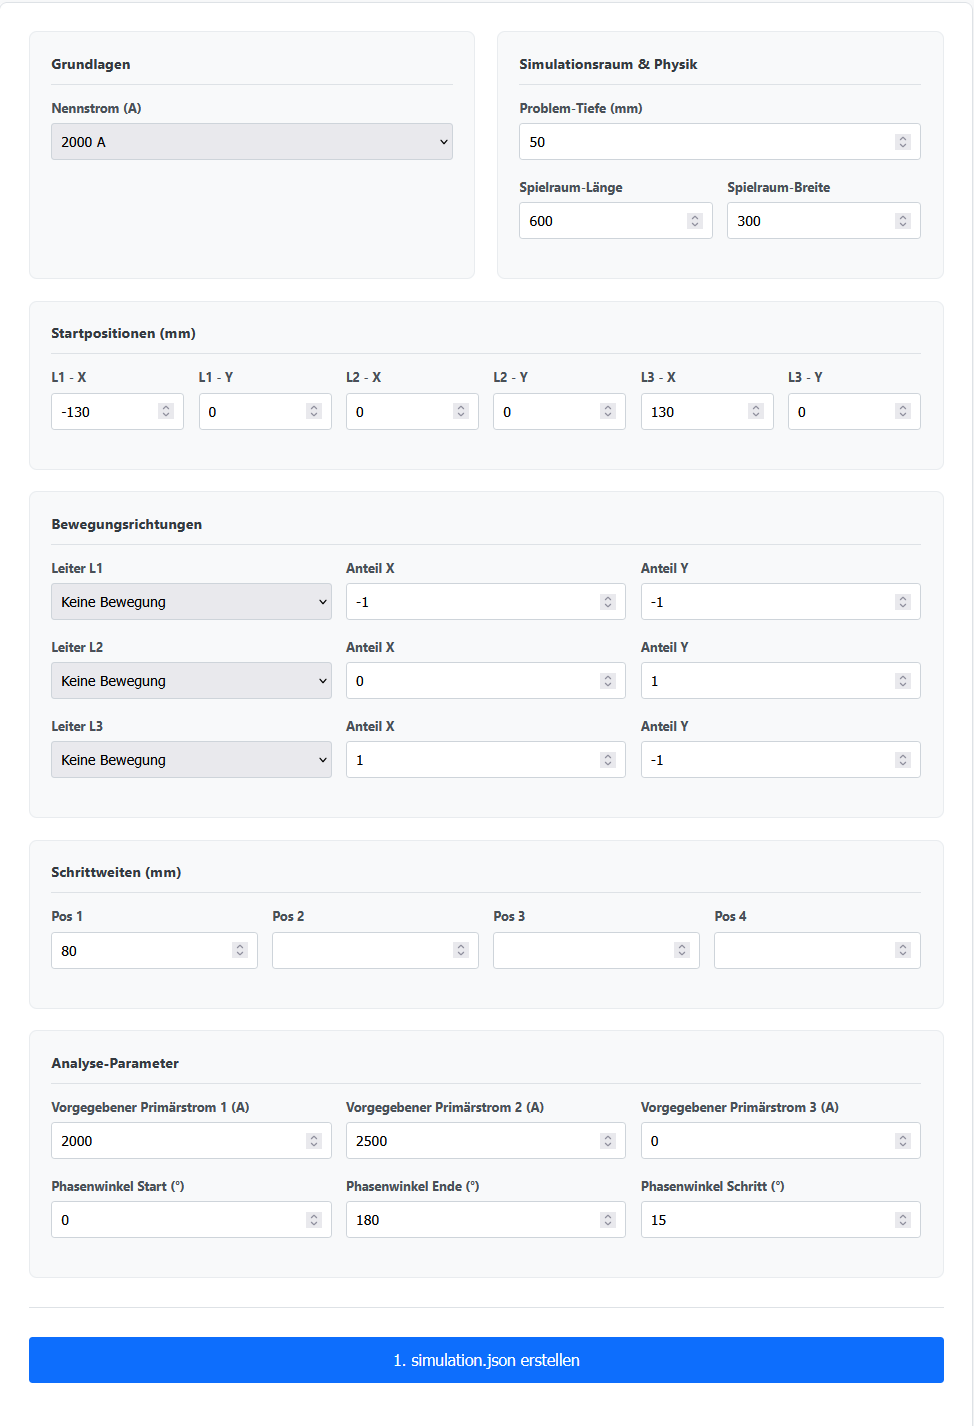 Grundlagen
Nennstrom (A)
2000 A
Simulationsraum & Physik
Problem-Tiefe (mm)
50
Spielraum-Länge Spielraum-Breite
600 300
Startpositionen (mm)
L1 - X L1 - Y L2 - X L2 - Y L3 - X L3 - Y
-130 0 0 0 130 0
Bewegungsrichtungen
Leiter L1 Anteil X Anteil Y
Keine Bewegung -1 -1
Leiter L2 Anteil X Anteil Y
Keine Bewegung 0 1
Leiter L3 Anteil X Anteil Y
Keine Bewegung 1 -1
Schrittweiten (mm)
Pos 1 Pos 2 Pos 3 Pos 4
80
Analyse-Parameter
Vorgegebener Primärstrom 1 (A) Vorgegebener Primärstrom 2 (A) Vorgegebener Primärstrom 3 (A)
2000 2500 0
Phasenwinkel Start (°) Phasenwinkel Ende (°) Phasenwinkel Schritt (°)
0 180 15
1. simulation.json erstellen